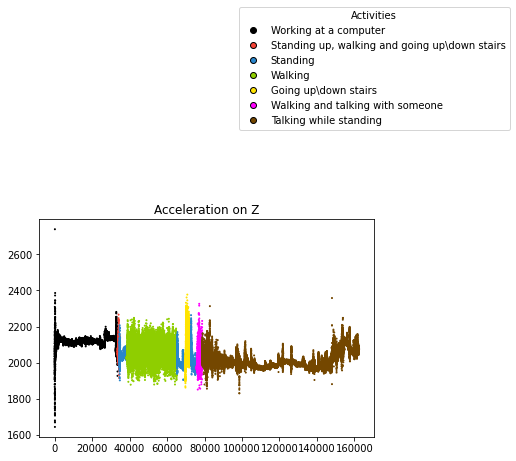 Activities
Working at a computer
Standing up, walking and going up\down stairs
Standing
Walking
Going up\down stairs
Walking and talking with someone
Talking while standing
Acceleration on Z
2600
2400
2200
2000
1800
1600
0 20000 40000 60000 80000 100000 120000 140000 160000